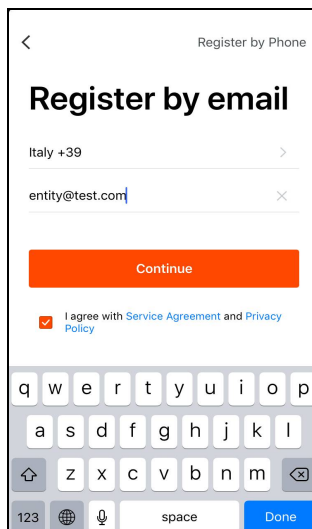 Register by Phone
Register by email
Italy +39
entity@test.com
Continue
I agree with Service Agreement and Privacy
Policy
q w e r t y u i o p
a s d f g h j k l
z x c v b n m
123 space Done